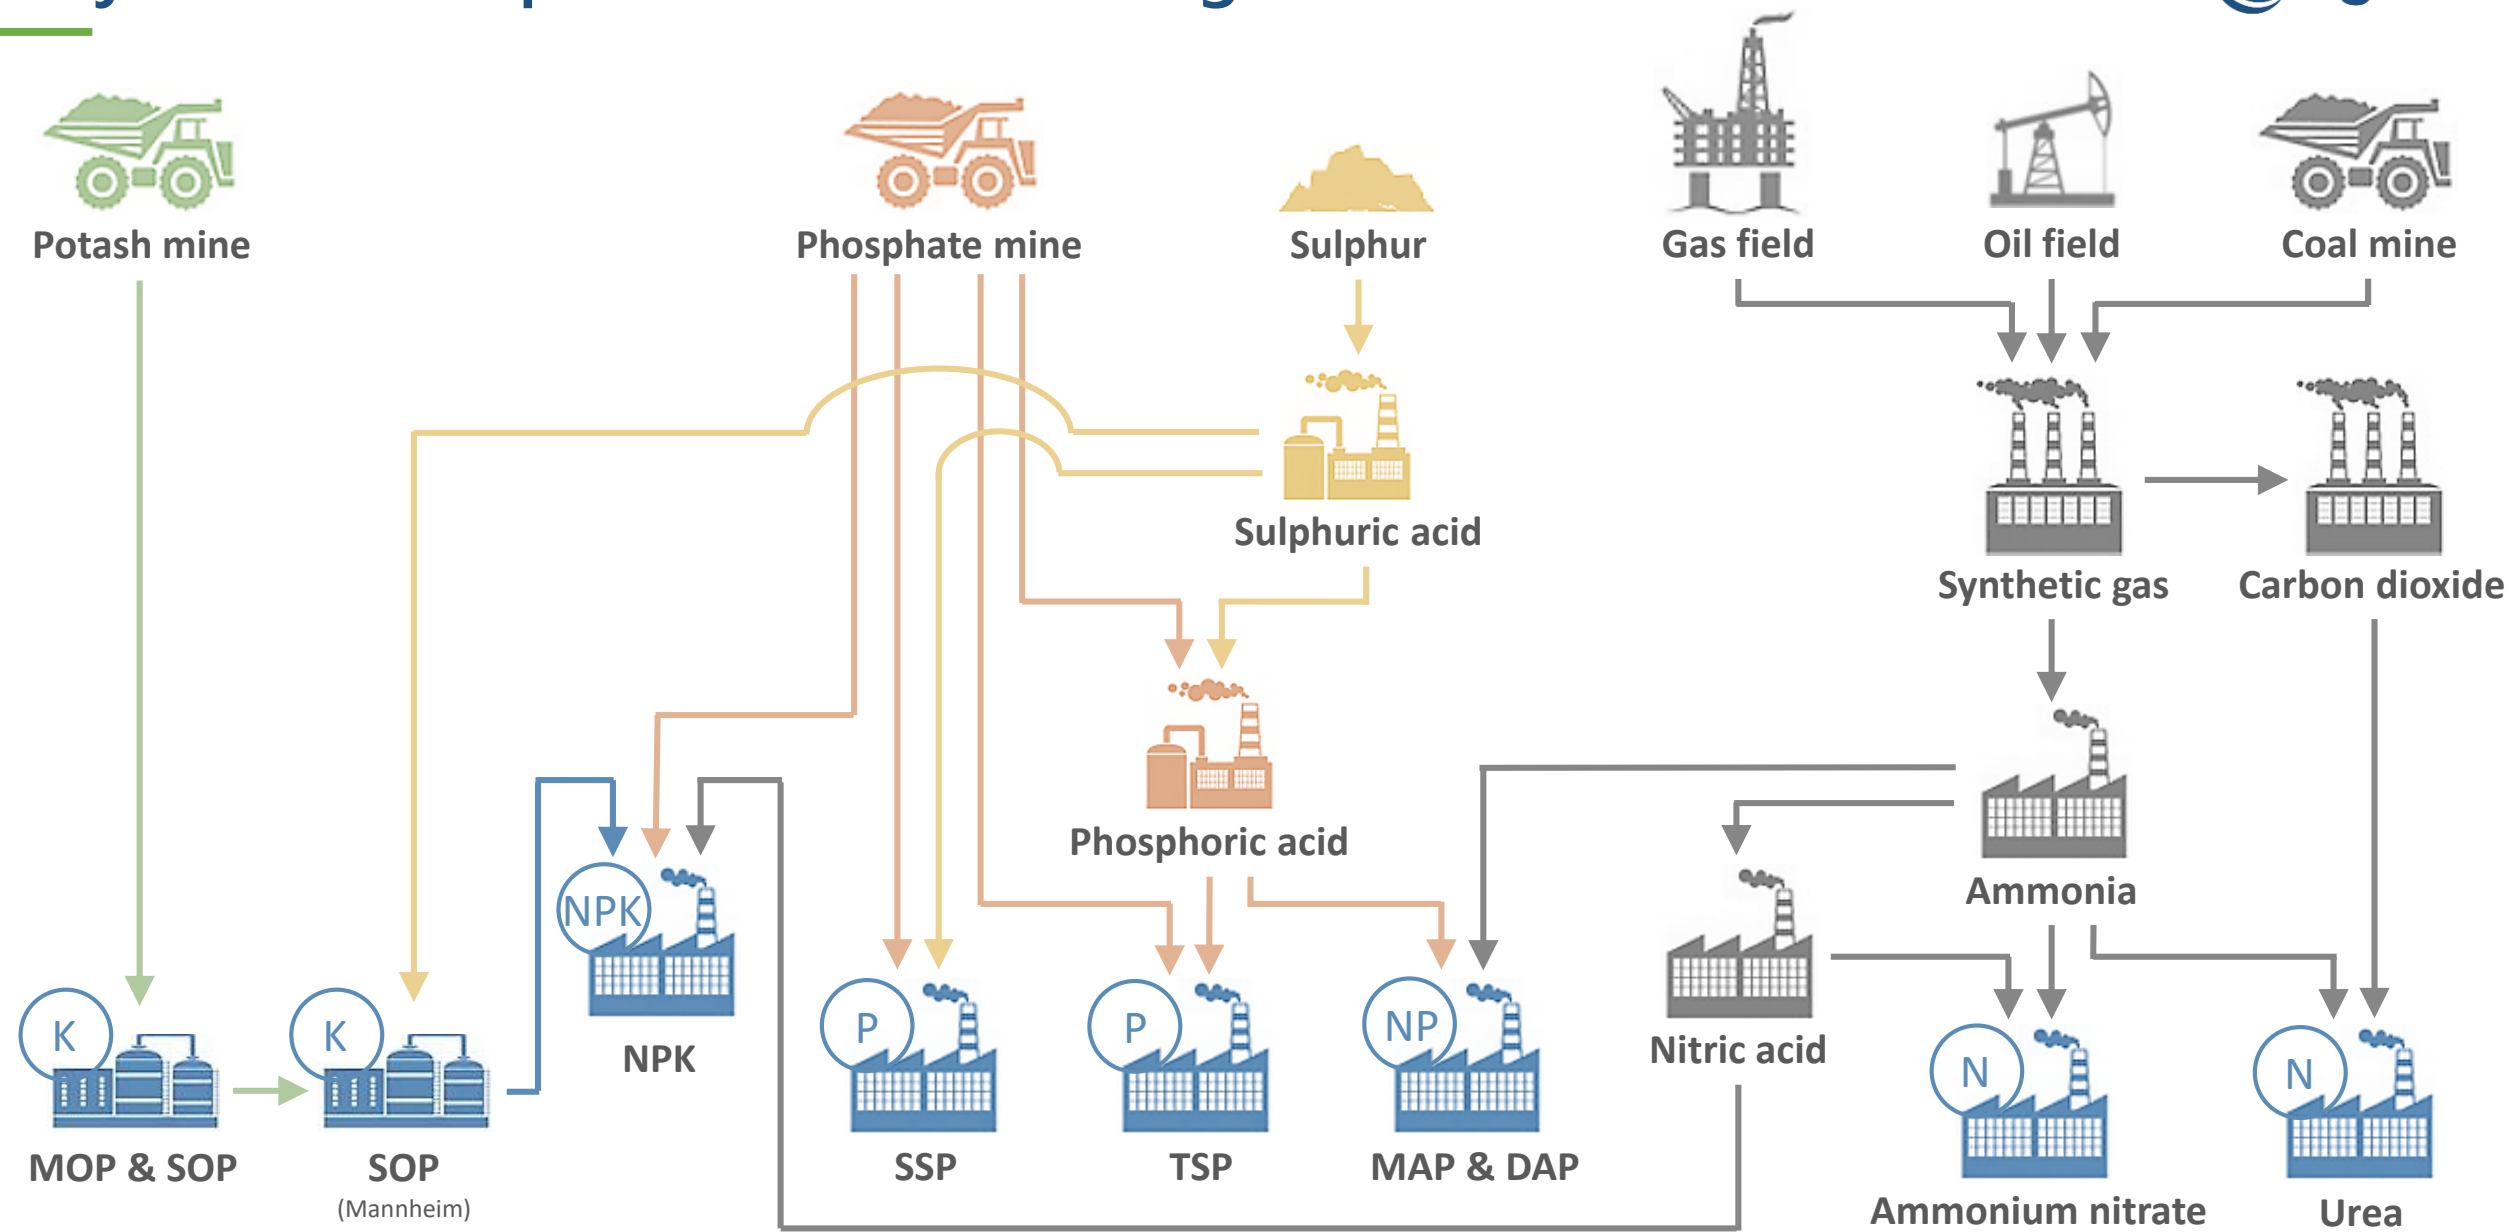 Potash mine
Phosphate mine
Sulphur
Gas field
Oil field
Coal mine
Sulphuric acid
Synthetic gas
Carbon dioxide
Phosphoric acid
Ammonia
NPK
NPK
Nitric acid
K
MOP & SOP
K
SOP
(Mannheim)
P
SSP
P
TSP
NP
MAP & DAP
N
Ammonium nitrate
N
Urea